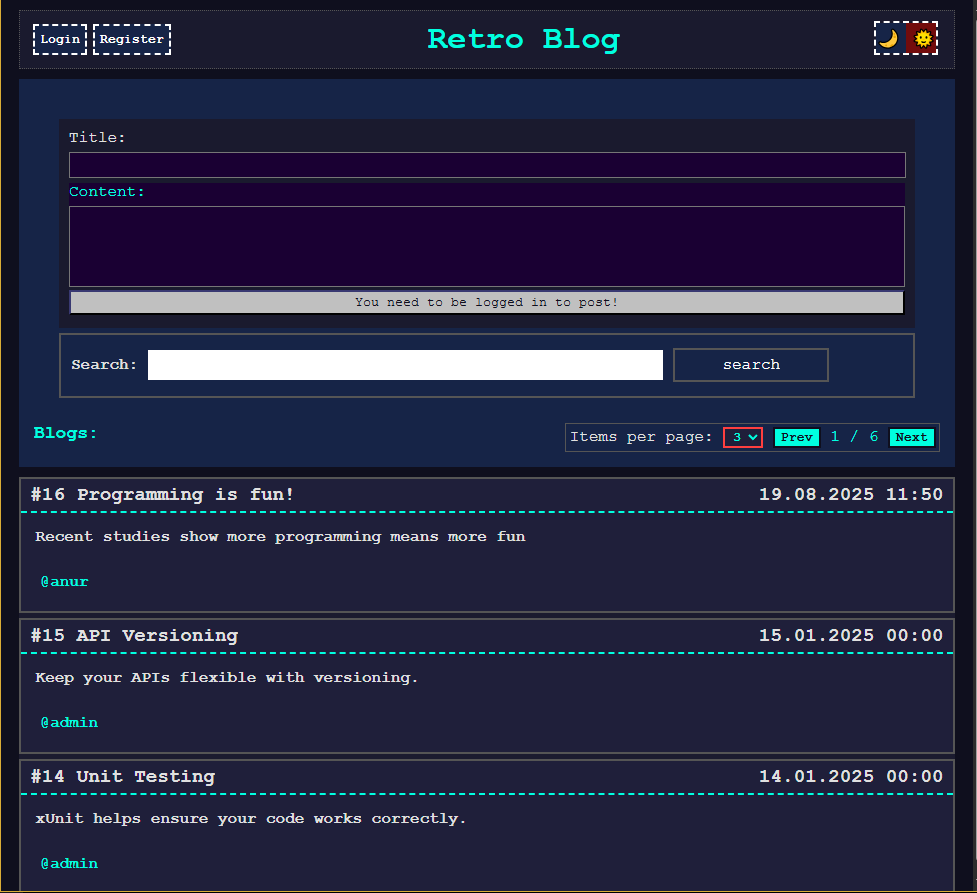 Login Register Retro Blog
Title:
Content:
You need to be logged in to post!
Search: search
Blogs: Items per page: 3 Prev 1 / 6 Next
#16 Programming is fun! 19.08.2025 11:50
Recent studies show more programming means more fun
@anur
#15 API Versioning 15.01.2025 00:00
Keep your APIs flexible with versioning.
@admin
#14 Unit Testing 14.01.2025 00:00
xUnit helps ensure your code works correctly.
@admin